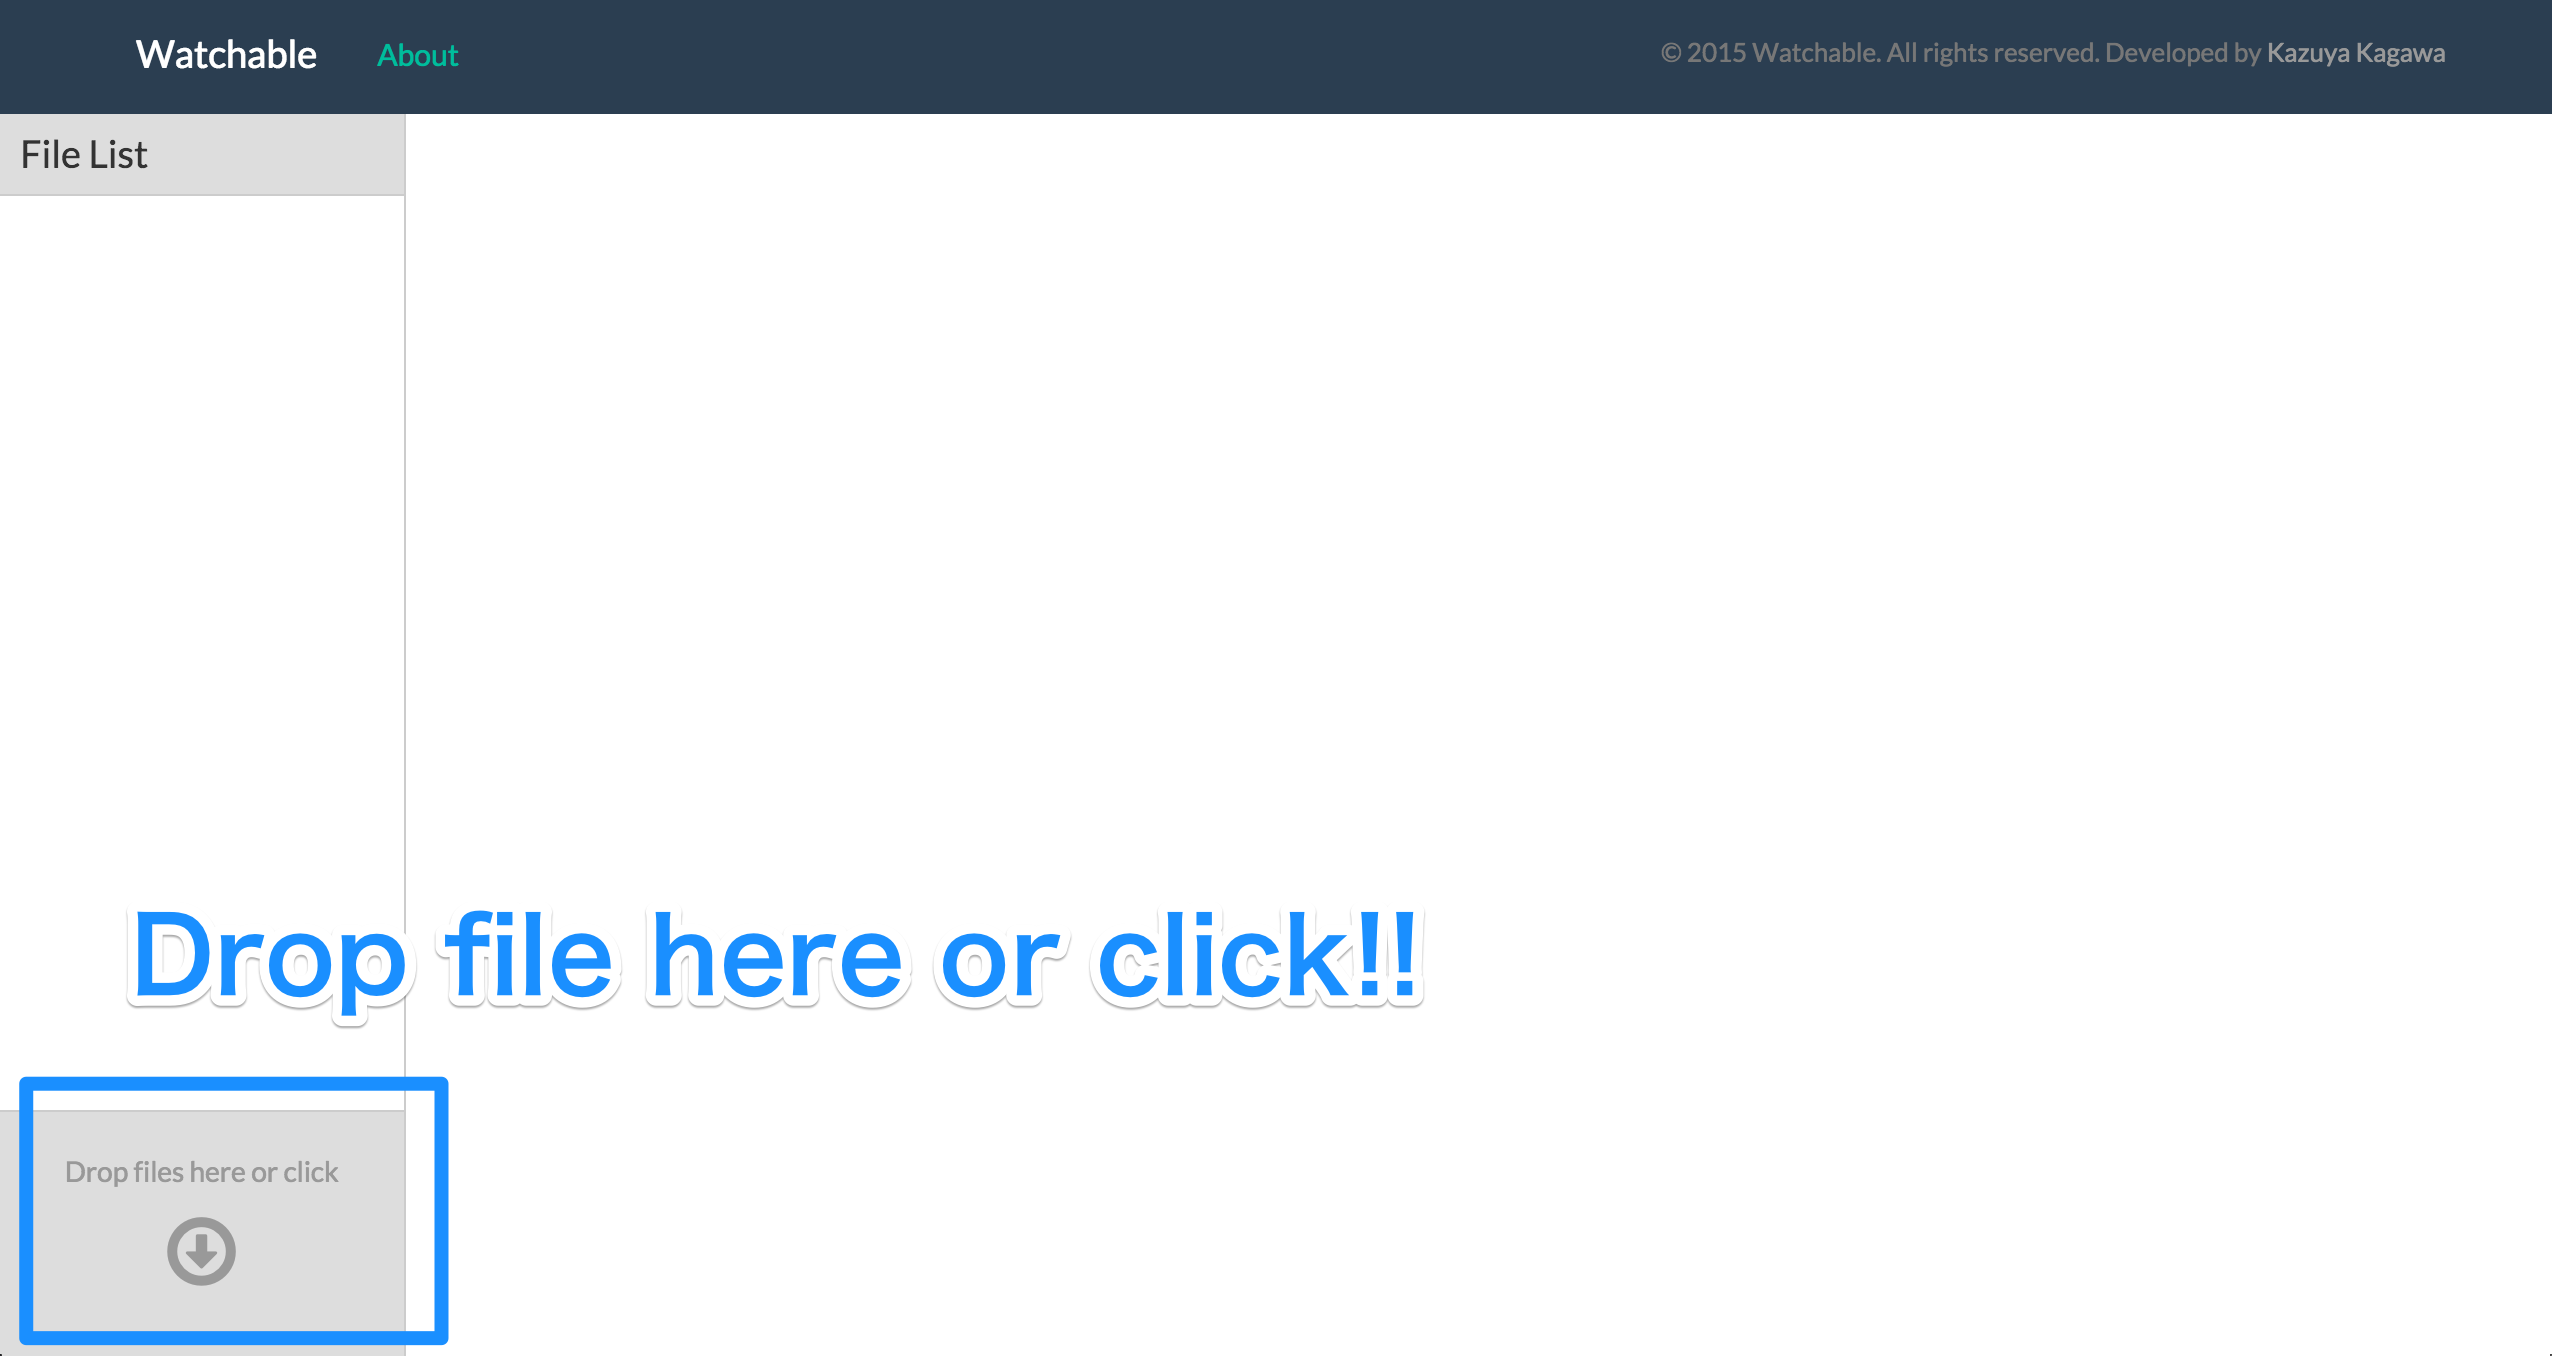 Watchable About © 2015 Watchable. All rights reserved. Developed by Kazuya Kagawa
File List
Drop file here or click!!
Drop files here or click